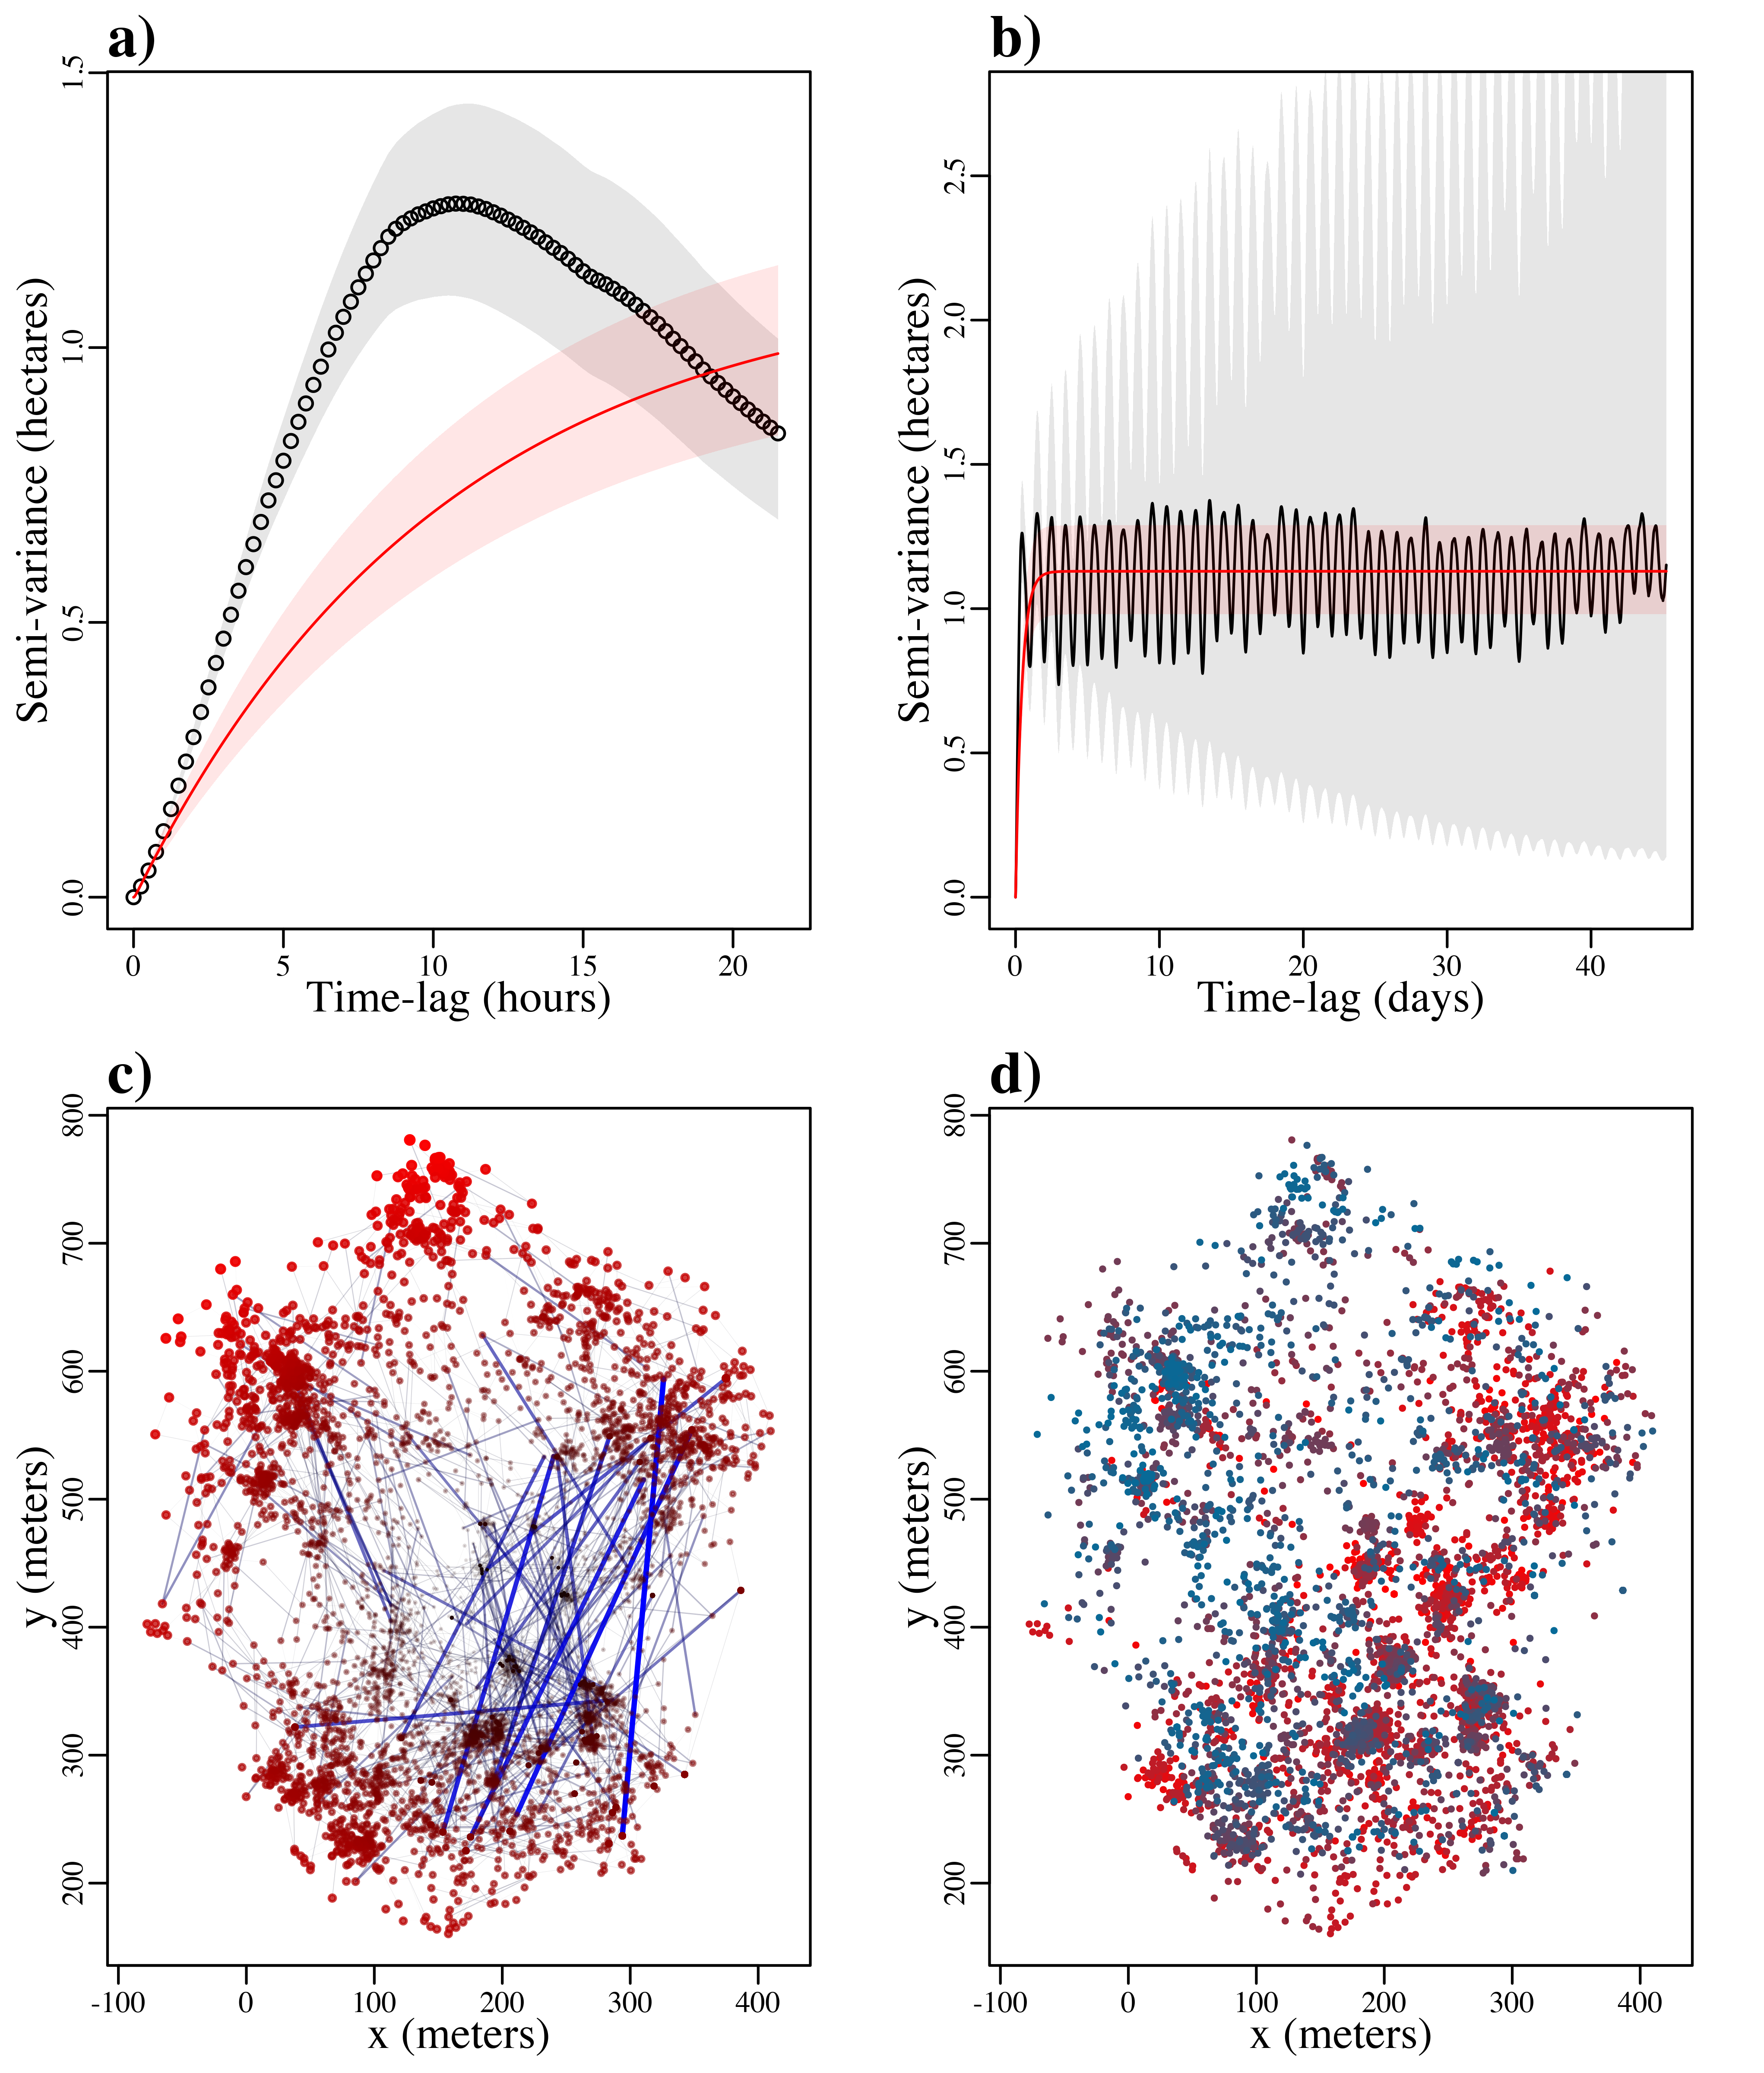 a)
Semi-variance (hectares)
0.0 0.5 1.0 1.5
0 5 10 15 20
Time-lag (hours)
b)
Semi-variance (hectares)
0.0 0.5 1.0 1.5 2.0 2.5
0 10 20 30 40
Time-lag (days)
c)
y (meters)
200 300 400 500 600 700 800
-100 0 100 200 300 400
x (meters)
d)
y (meters)
200 300 400 500 600 700 800
-100 0 100 200 300 400
x (meters)